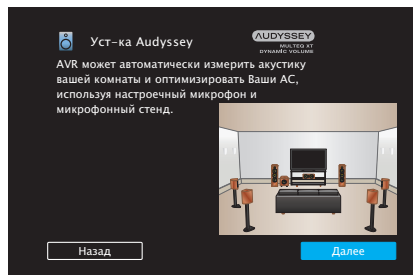 Уст-ка Audyssey
AUDYSSEY
MULTEQ XT
DYNAMIC VOLUME
AVR может автоматически измерить акустику
вашей комнаты и оптимизировать Ваши АС,
используя настроечный микрофон и
микрофонный стенд.
Назад
Далее